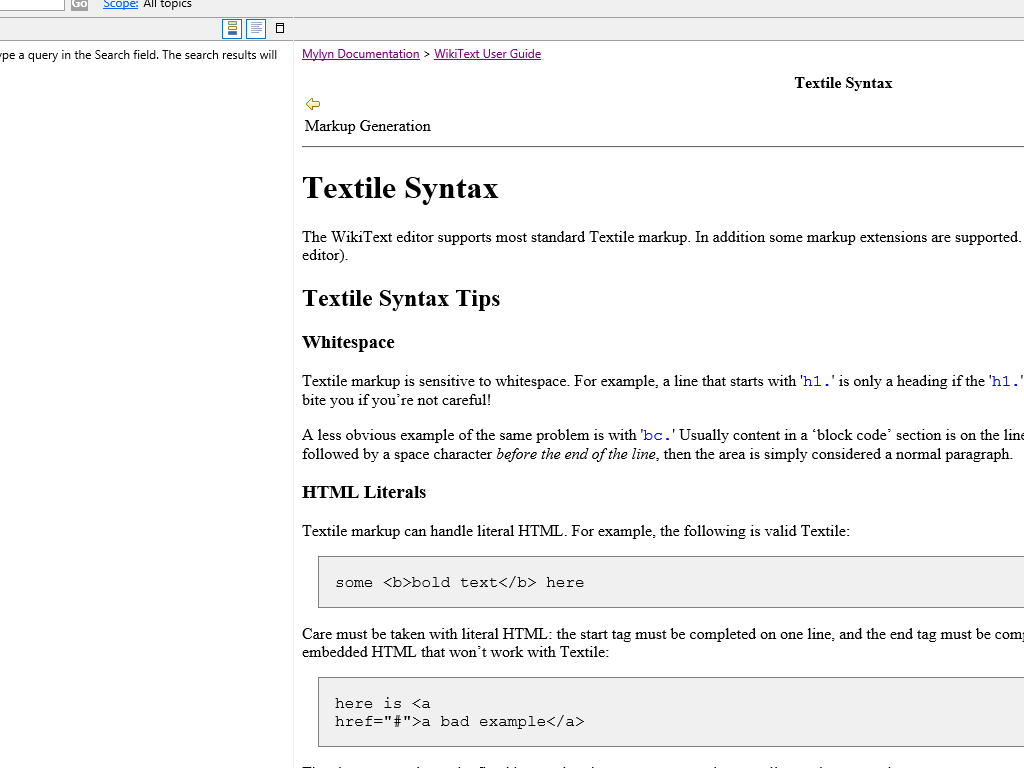 Go Scope: All topics
ype a query in the Search field. The search results will
Mylyn Documentation > WikiText User Guide
Textile Syntax
Markup Generation
Textile Syntax
The WikiText editor supports most standard Textile markup. In addition some markup extensions are supported.
editor).
Textile Syntax Tips
Whitespace
Textile markup is sensitive to whitespace. For example, a line that starts with 'h1.' is only a heading if the 'h1.'
bite you if you’re not careful!
A less obvious example of the same problem is with 'bc.' Usually content in a ‘block code’ section is on the line
followed by a space character before the end of the line, then the area is simply considered a normal paragraph.
HTML Literals
Textile markup can handle literal HTML. For example, the following is valid Textile:
some <b>bold text</b> here
Care must be taken with literal HTML: the start tag must be completed on one line, and the end tag must be comp
embedded HTML that won’t work with Textile:
here is <a
href="#">a bad example</a>